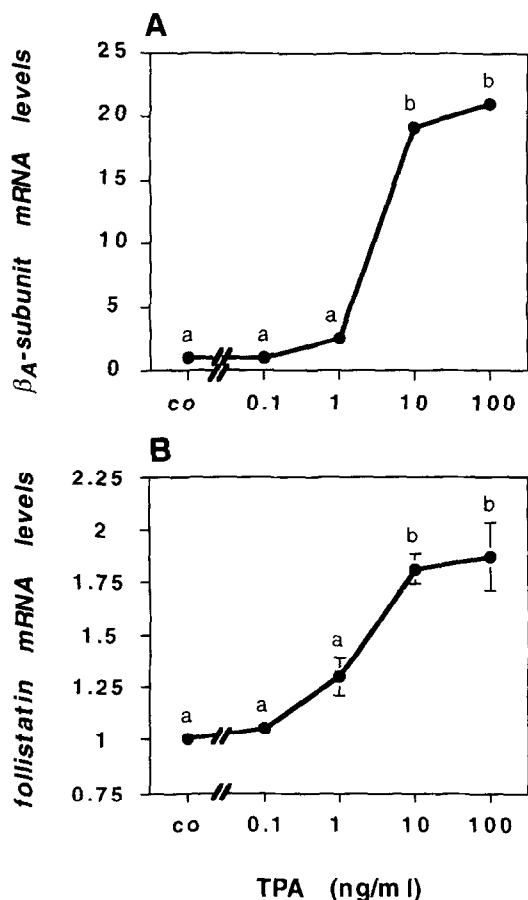 A
βA-subunit mRNA levels
25
20
15
10
5
0
a
a
a
b
b
co
0.1
1
10
100
B
follistatin mRNA levels
2.25
2
1.75
1.5
1.25
1
0.75
a
a
a
b
b
co
0.1
1
10
100
TPA (ng/ml)